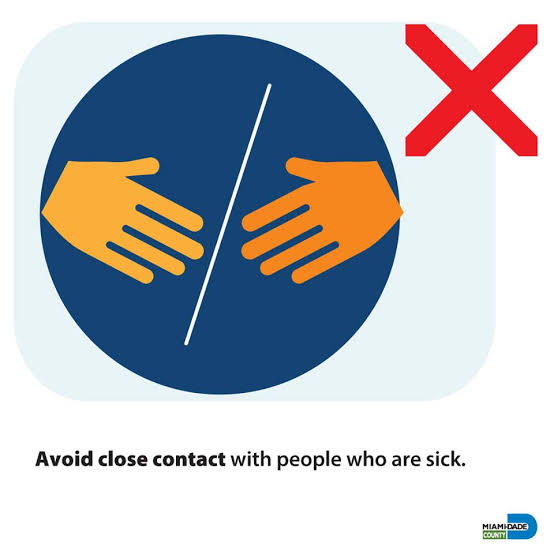 Avoid close contact with people who are sick.
MIAMI-DADE
COUNTY